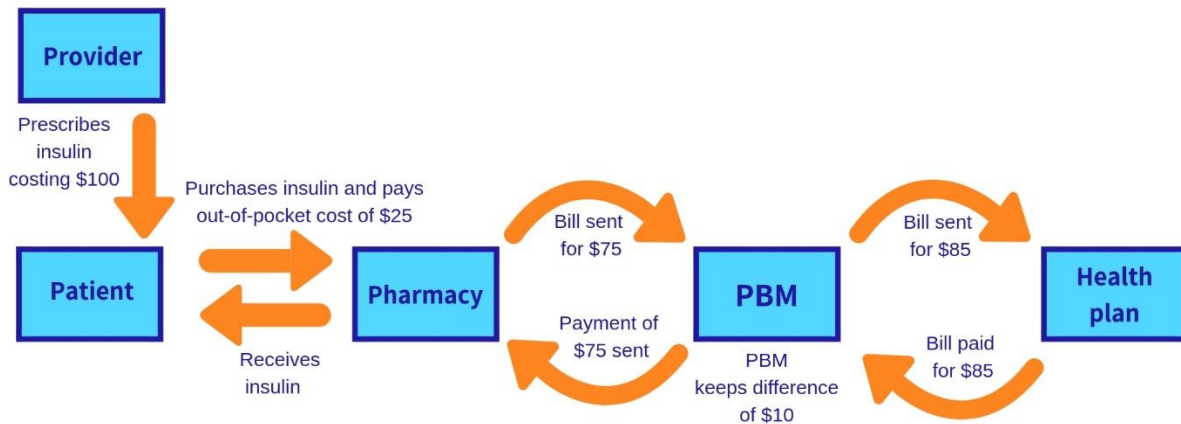 Provider
Prescribes
insulin
costing $100
Purchases insulin and pays
out-of-pocket cost of $25
Patient
Receives
insulin
Pharmacy
Bill sent
for $75
Payment of
$75 sent
PBM
PBM
keeps difference
of $10
Bill sent
for $85
Bill paid
for $85
Health
plan